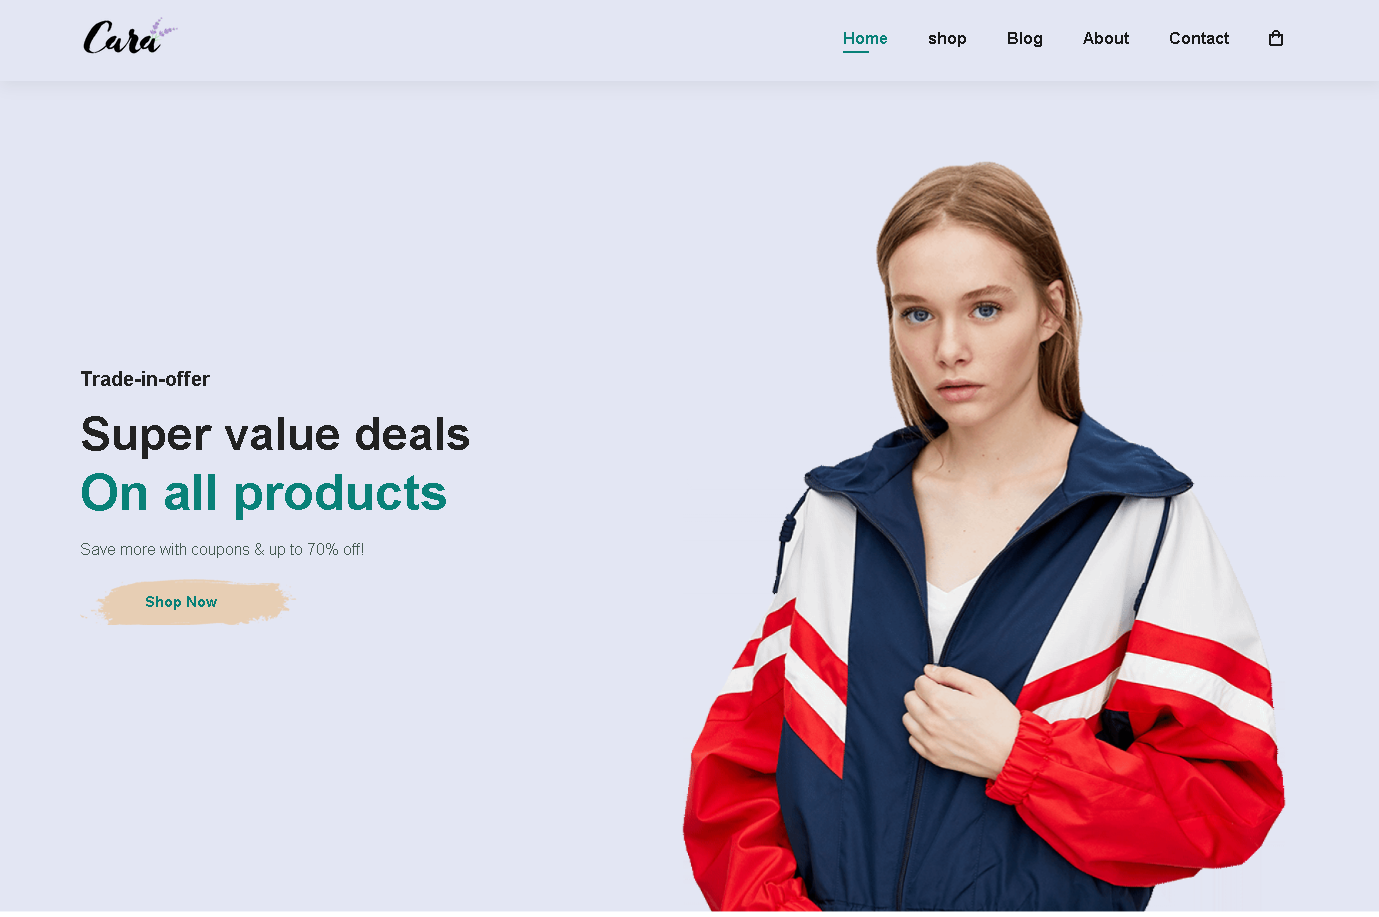 Cara
Home shop Blog About Contact
Trade-in-offer
Super value deals
On all products
Save more with coupons & up to 70% off!
Shop Now